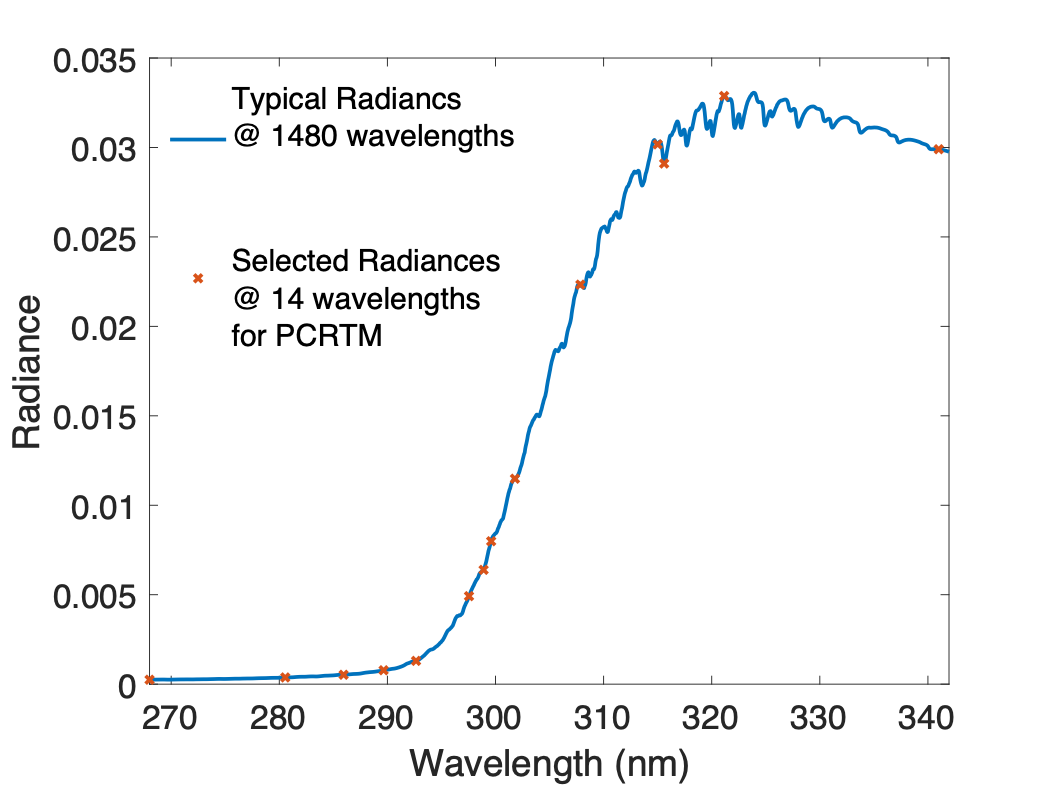 0.035
0.03
0.025
0.02
0.015
0.01
0.005
0
Radiance
Typical Radiancs
@ 1480 wavelengths
Selected Radiances
@ 14 wavelengths
for PCRTM
270 280 290 300 310 320 330 340
Wavelength (nm)